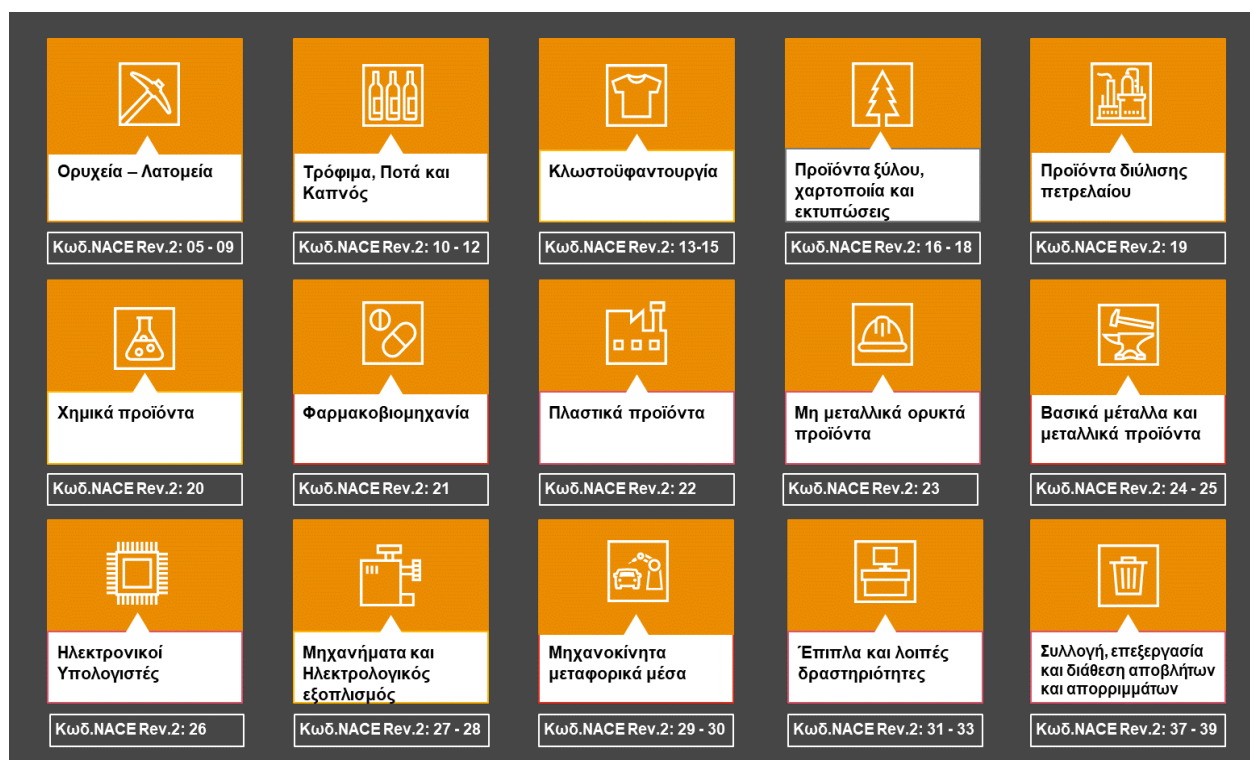 Ορυχεία – Λατομεία
Κωδ.NACE Rev.2: 05 - 09
Τρόφιμα, Ποτά και
Καπνός
Κωδ.NACE Rev.2: 10 - 12
Κλωστοϋφαντουργία
Κωδ.NACE Rev.2: 13-15
Προϊόντα ξύλου,
χαρτοποιία και
εκτυπώσεις
Κωδ.NACE Rev.2: 16 - 18
Προϊόντα διύλισης
πετρελαίου
Κωδ.NACE Rev.2: 19
Χημικά προϊόντα
Κωδ.NACE Rev.2: 20
Φαρμακοβιομηχανία
Κωδ.NACE Rev.2: 21
Πλαστικά προϊόντα
Κωδ.NACE Rev.2: 22
Μη μεταλλικά ορυκτά
προϊόντα
Κωδ.NACE Rev.2: 23
Βασικά μέταλλα και
μεταλλικά προϊόντα
Κωδ.NACE Rev.2: 24 - 25
Ηλεκτρονικοί
Υπολογιστές
Κωδ.NACE Rev.2: 26
Μηχανήματα και
Ηλεκτρολογικός
εξοπλισμός
Κωδ.NACE Rev.2: 27 - 28
Μηχανοκίνητα
μεταφορικά μέσα
Κωδ.NACE Rev.2: 29 - 30
Έπιπλα και λοιπές
δραστηριότητες
Κωδ.NACE Rev.2: 31 - 33
Συλλογή, επεξεργασία
και διάθεση αποβλήτων
και απορριμμάτων
Κωδ.NACE Rev.2: 37 - 39